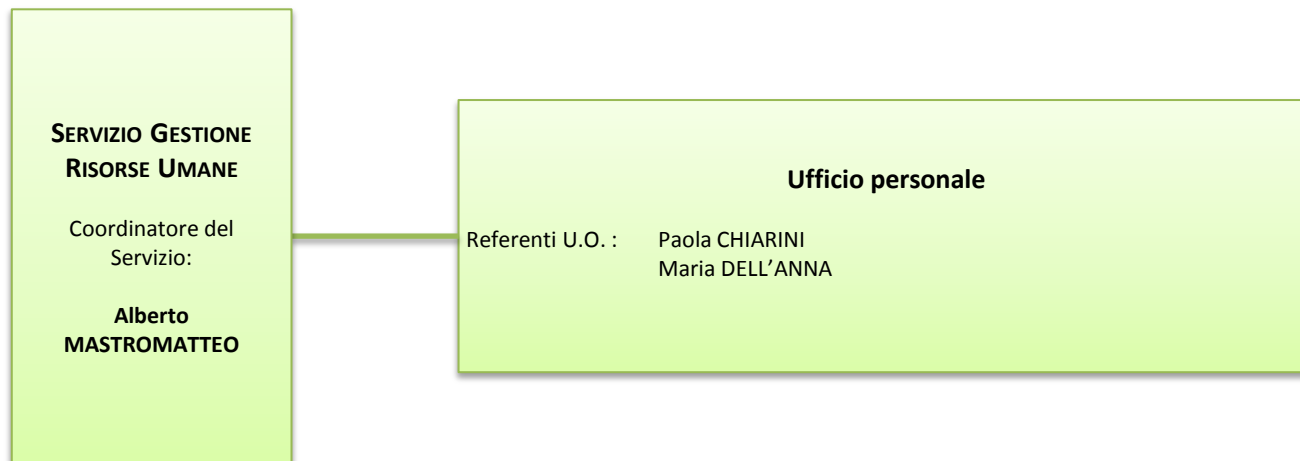 SERVIZIO GESTIONE
RISORSE UMANE
Coordinatore del
Servizio:
Alberto
MASTROMATTEO
Ufficio personale
Referenti U.O. : Paola CHIARINI
Maria DELL’ANNA